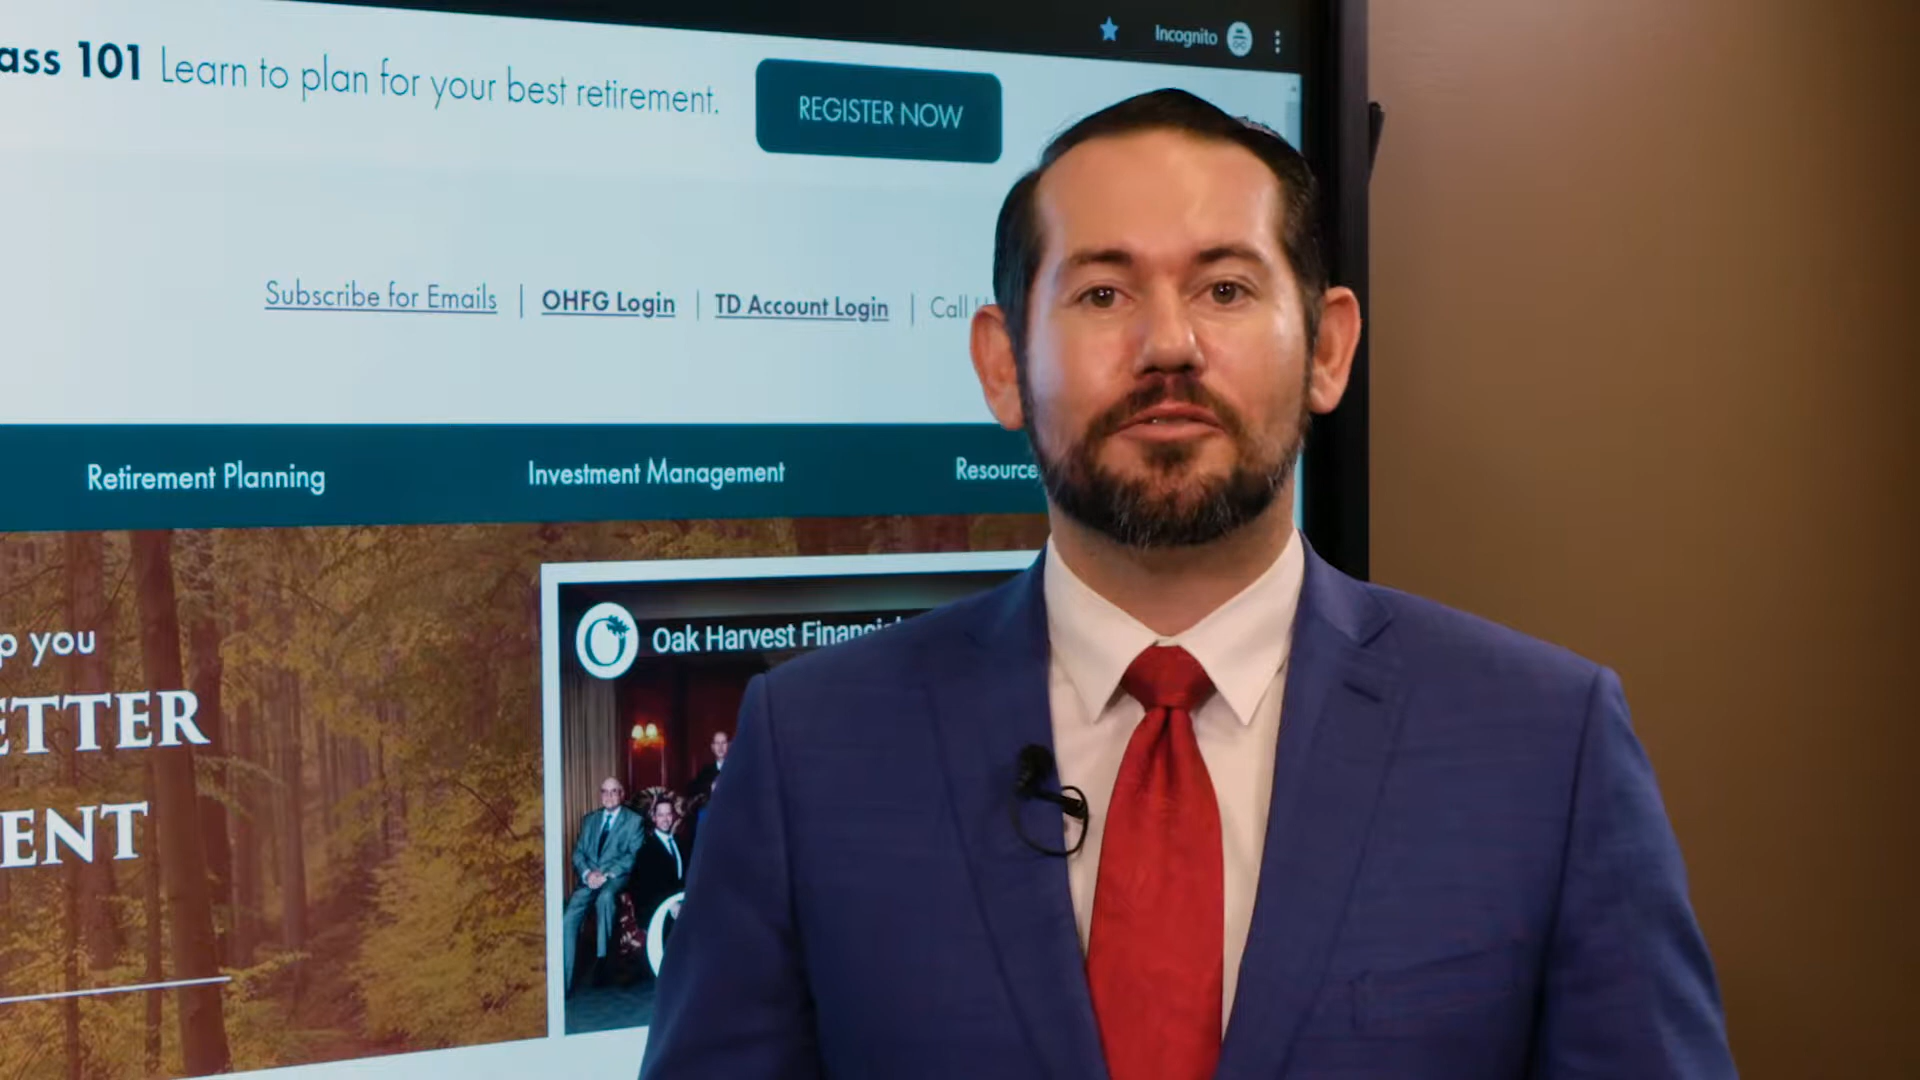 Incognito
ass 101 Learn to plan for your best retirement.
REGISTER NOW
Subscribe for Emails | OHFG Login | TD Account Login | Call
Retirement Planning
Investment Management
Resource
p you
ETTER
ENT
Oak Harvest Financial